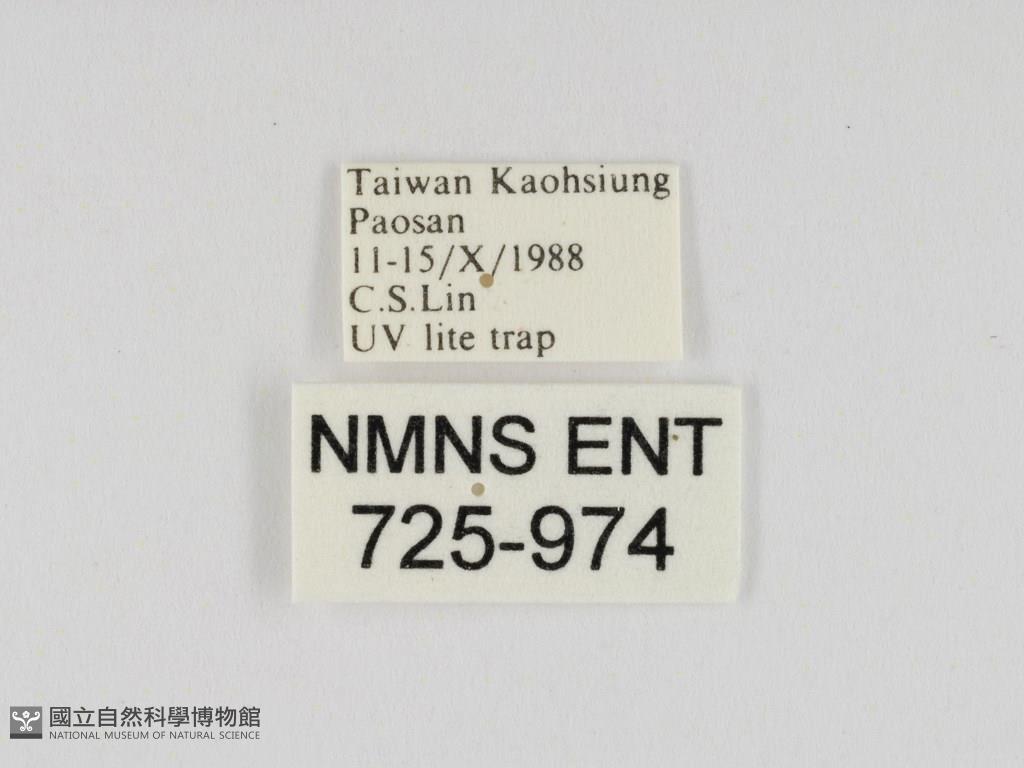 Taiwan Kaohsiung
Paosan
11-15/X/1988
C.S.Lin
UV lite trap
NMNS ENT
725-974
國立自然科學博物館
NATIONAL MUSEUM OF NATURAL SCIENCE